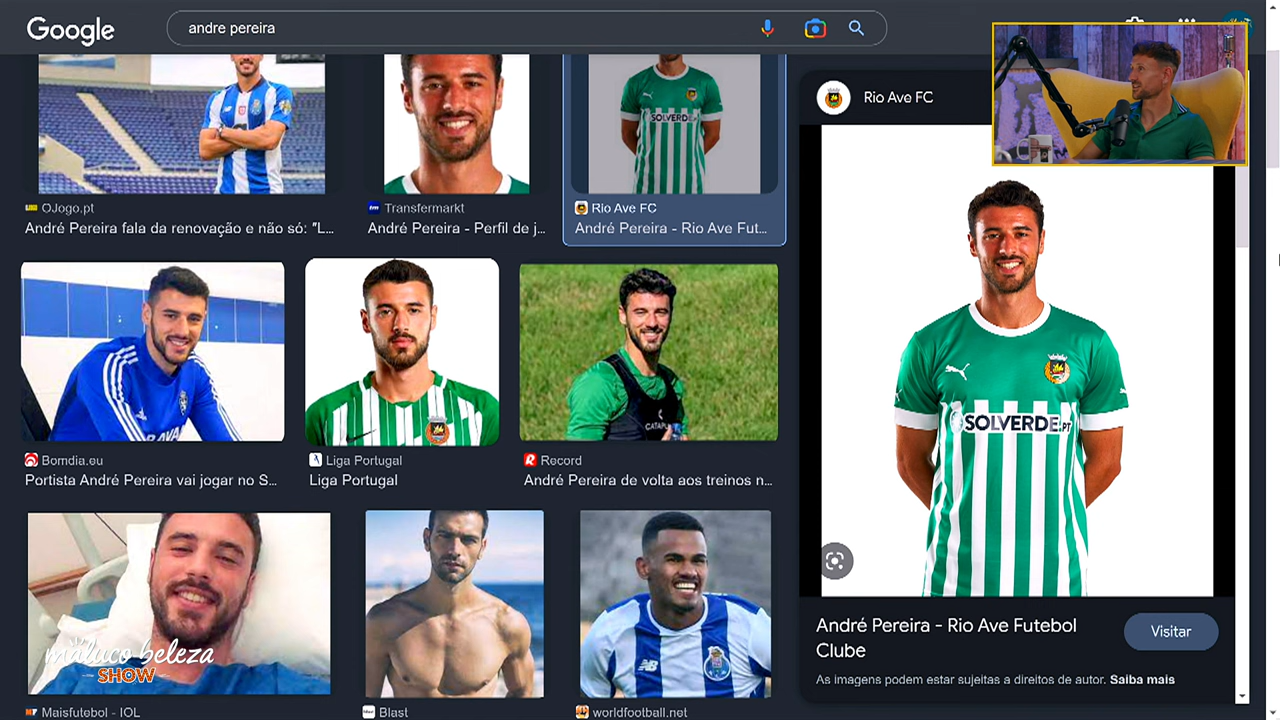 Google
andre pereira
Rio Ave FC
OJogo.pt
André Pereira fala da renovação e não só: "L...
Transfermarkt
André Pereira - Perfil de j...
SOLVERDE
Rio Ave FC
André Pereira - Rio Ave Fut...
Bomdia.eu
Portista André Pereira vai jogar no S...
Liga Portugal
Liga Portugal
CATAPUL
Record
André Pereira de volta aos treinos n...
SOLVERDE.PT
André Pereira - Rio Ave Futebol
Clube
Visitar
As imagens podem estar sujeitas a direitos de autor. Saiba mais
maluco beleza
SHOW
Maisfutebol - IOL
Blast
worldfootball.net